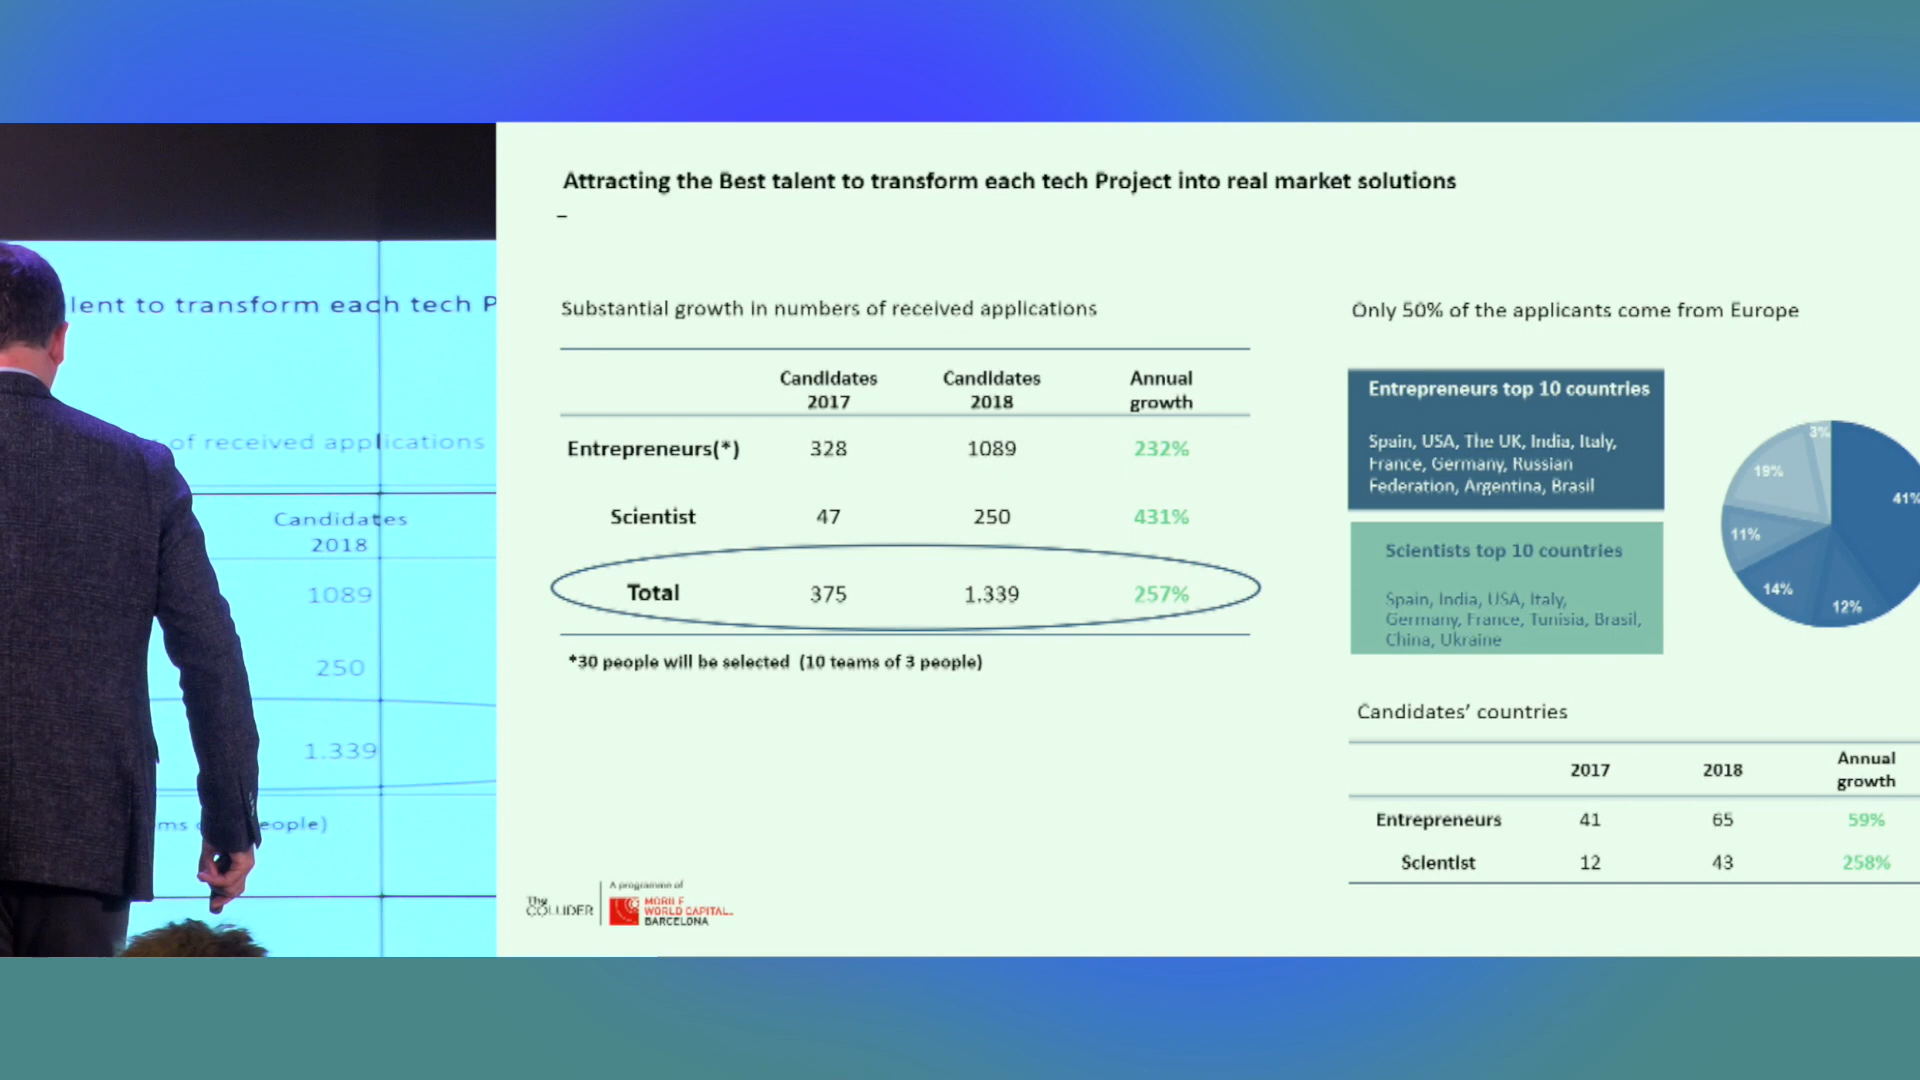 Attracting the Best talent to transform each tech Project into real market solutions
–
Substantial growth in numbers of received applications
Candidates 2017 Candidates 2018 Annual growth
Entrepreneurs(*) 328 1089 232%
Scientist 47 250 431%
Total 375 1.339 257%
*30 people will be selected (10 teams of 3 people)
Only 50% of the applicants come from Europe
Entrepreneurs top 10 countries
Spain, USA, The UK, India, Italy,
France, Germany, Russian
Federation, Argentina, Brasil
Scientists top 10 countries
Spain, India, USA, Italy,
Germany, France, Tunisia, Brasil,
China, Ukraine
3%
19%
41%
11%
14%
12%
Candidates' countries
2017 2018 Annual growth
Entrepreneurs 41 65 59%
Scientist 12 43 258%
The
COLLIDER
A programme of
MOBILE
WORLD CAPITAL
BARCELONA
to transform each tech
of received applications
Candidates
2018
1089
250
1.339